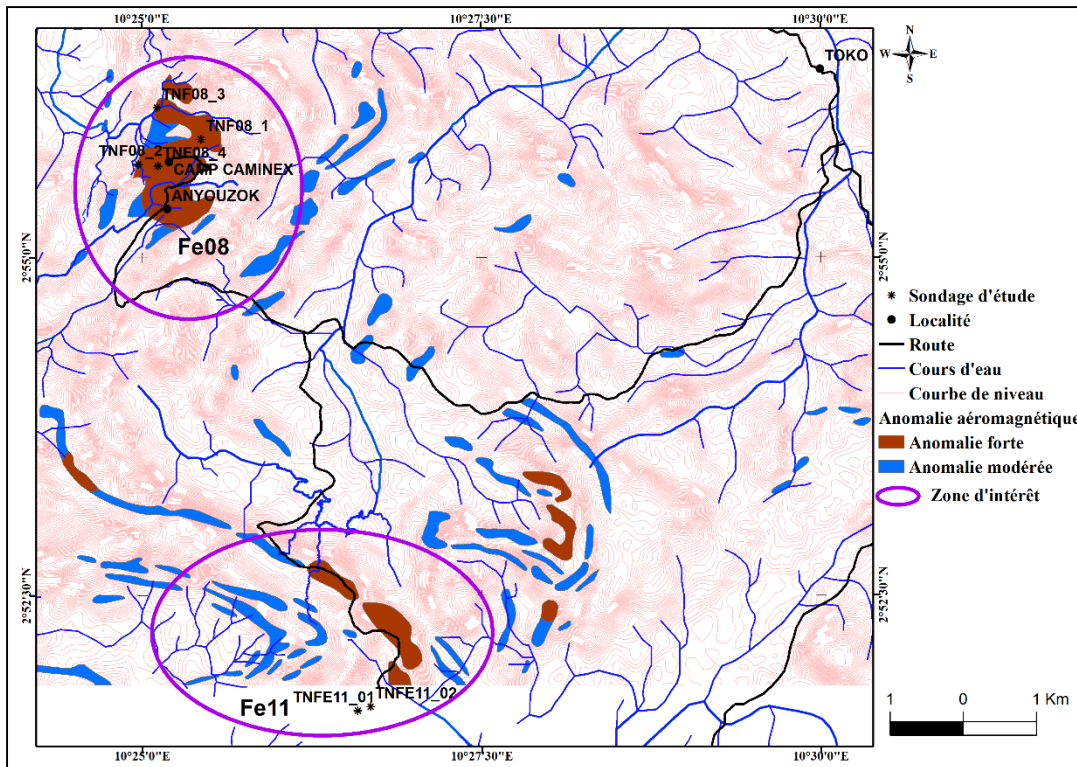 10°25'0"E 10°27'30"E 10°30'0"E
TOKO
N
W E
S
TNF08_3
TNF08_1
TNF08_2 TNF08_4
CAMP CAMINEX
ANYOUZOK
Fe08
2°55'0"N 2°55'0"N
Sondage d'étude
Localité
Route
Cours d'eau
Courbe de niveau
Anomalie aéromagnétique
Anomalie forte
Anomalie modérée
Zone d'intérêt
2°52'30"N 2°52'30"N
TNFE11_01 TNFE11_02
Fe11
1 0 1 Km
10°25'0"E 10°27'30"E 10°30'0"E